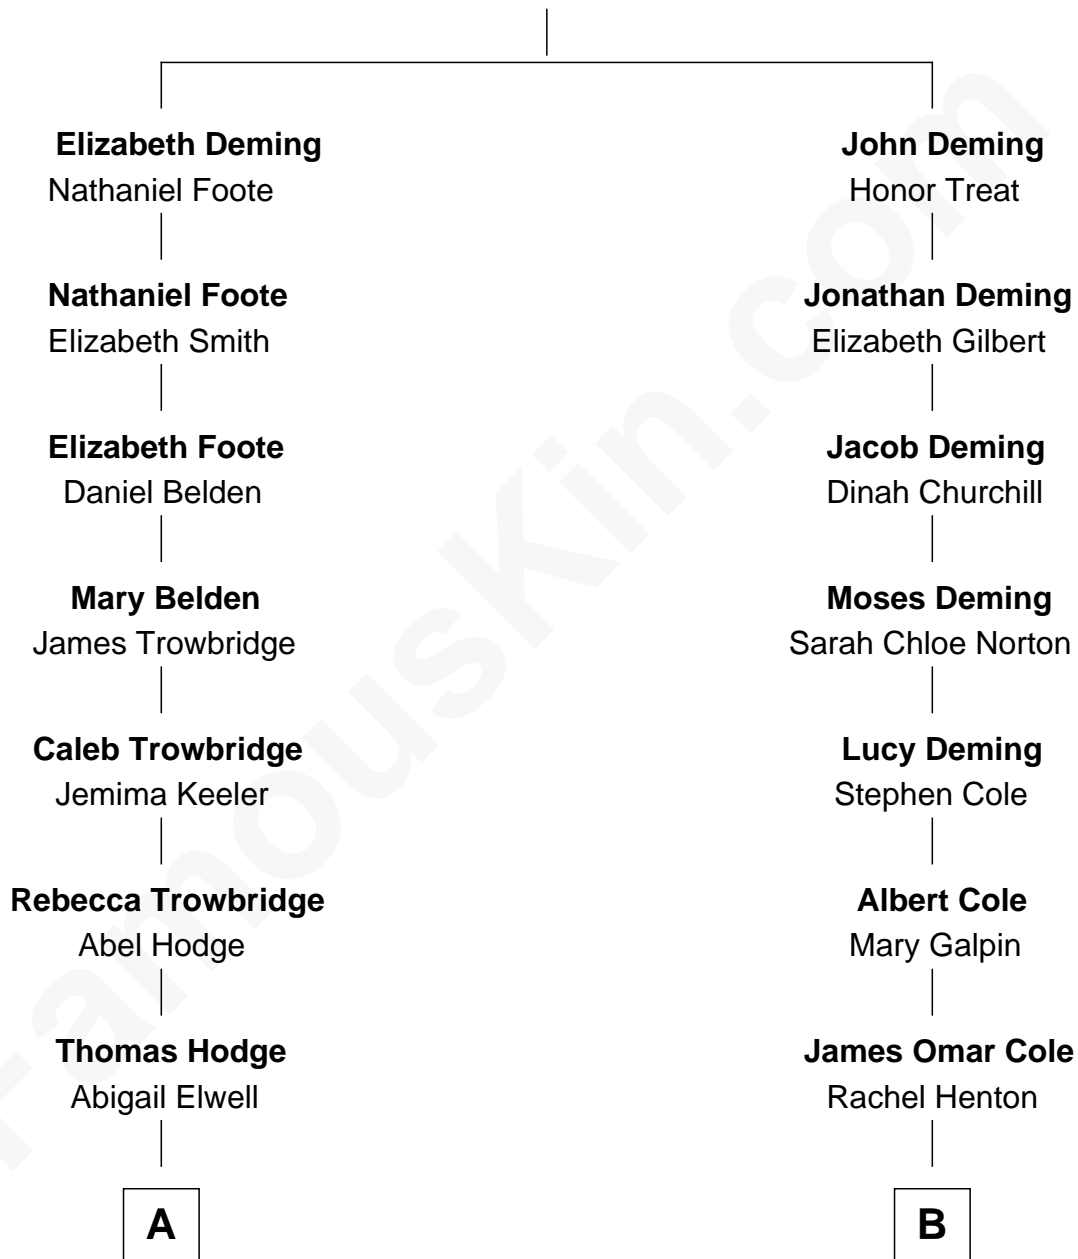 Elizabeth Deming
Nathaniel Foote
Nathaniel Foote
Elizabeth Smith
Elizabeth Foote
Daniel Belden
Mary Belden
James Trowbridge
Caleb Trowbridge
Jemima Keeler
Rebecca Trowbridge
Abel Hodge
Thomas Hodge
Abigail Elwell
A
John Deming
Honor Treat
Jonathan Deming
Elizabeth Gilbert
Jacob Deming
Dinah Churchill
Moses Deming
Sarah Chloe Norton
Lucy Deming
Stephen Cole
Albert Cole
Mary Galpin
James Omar Cole
Rachel Henton
B
FamousKin.com